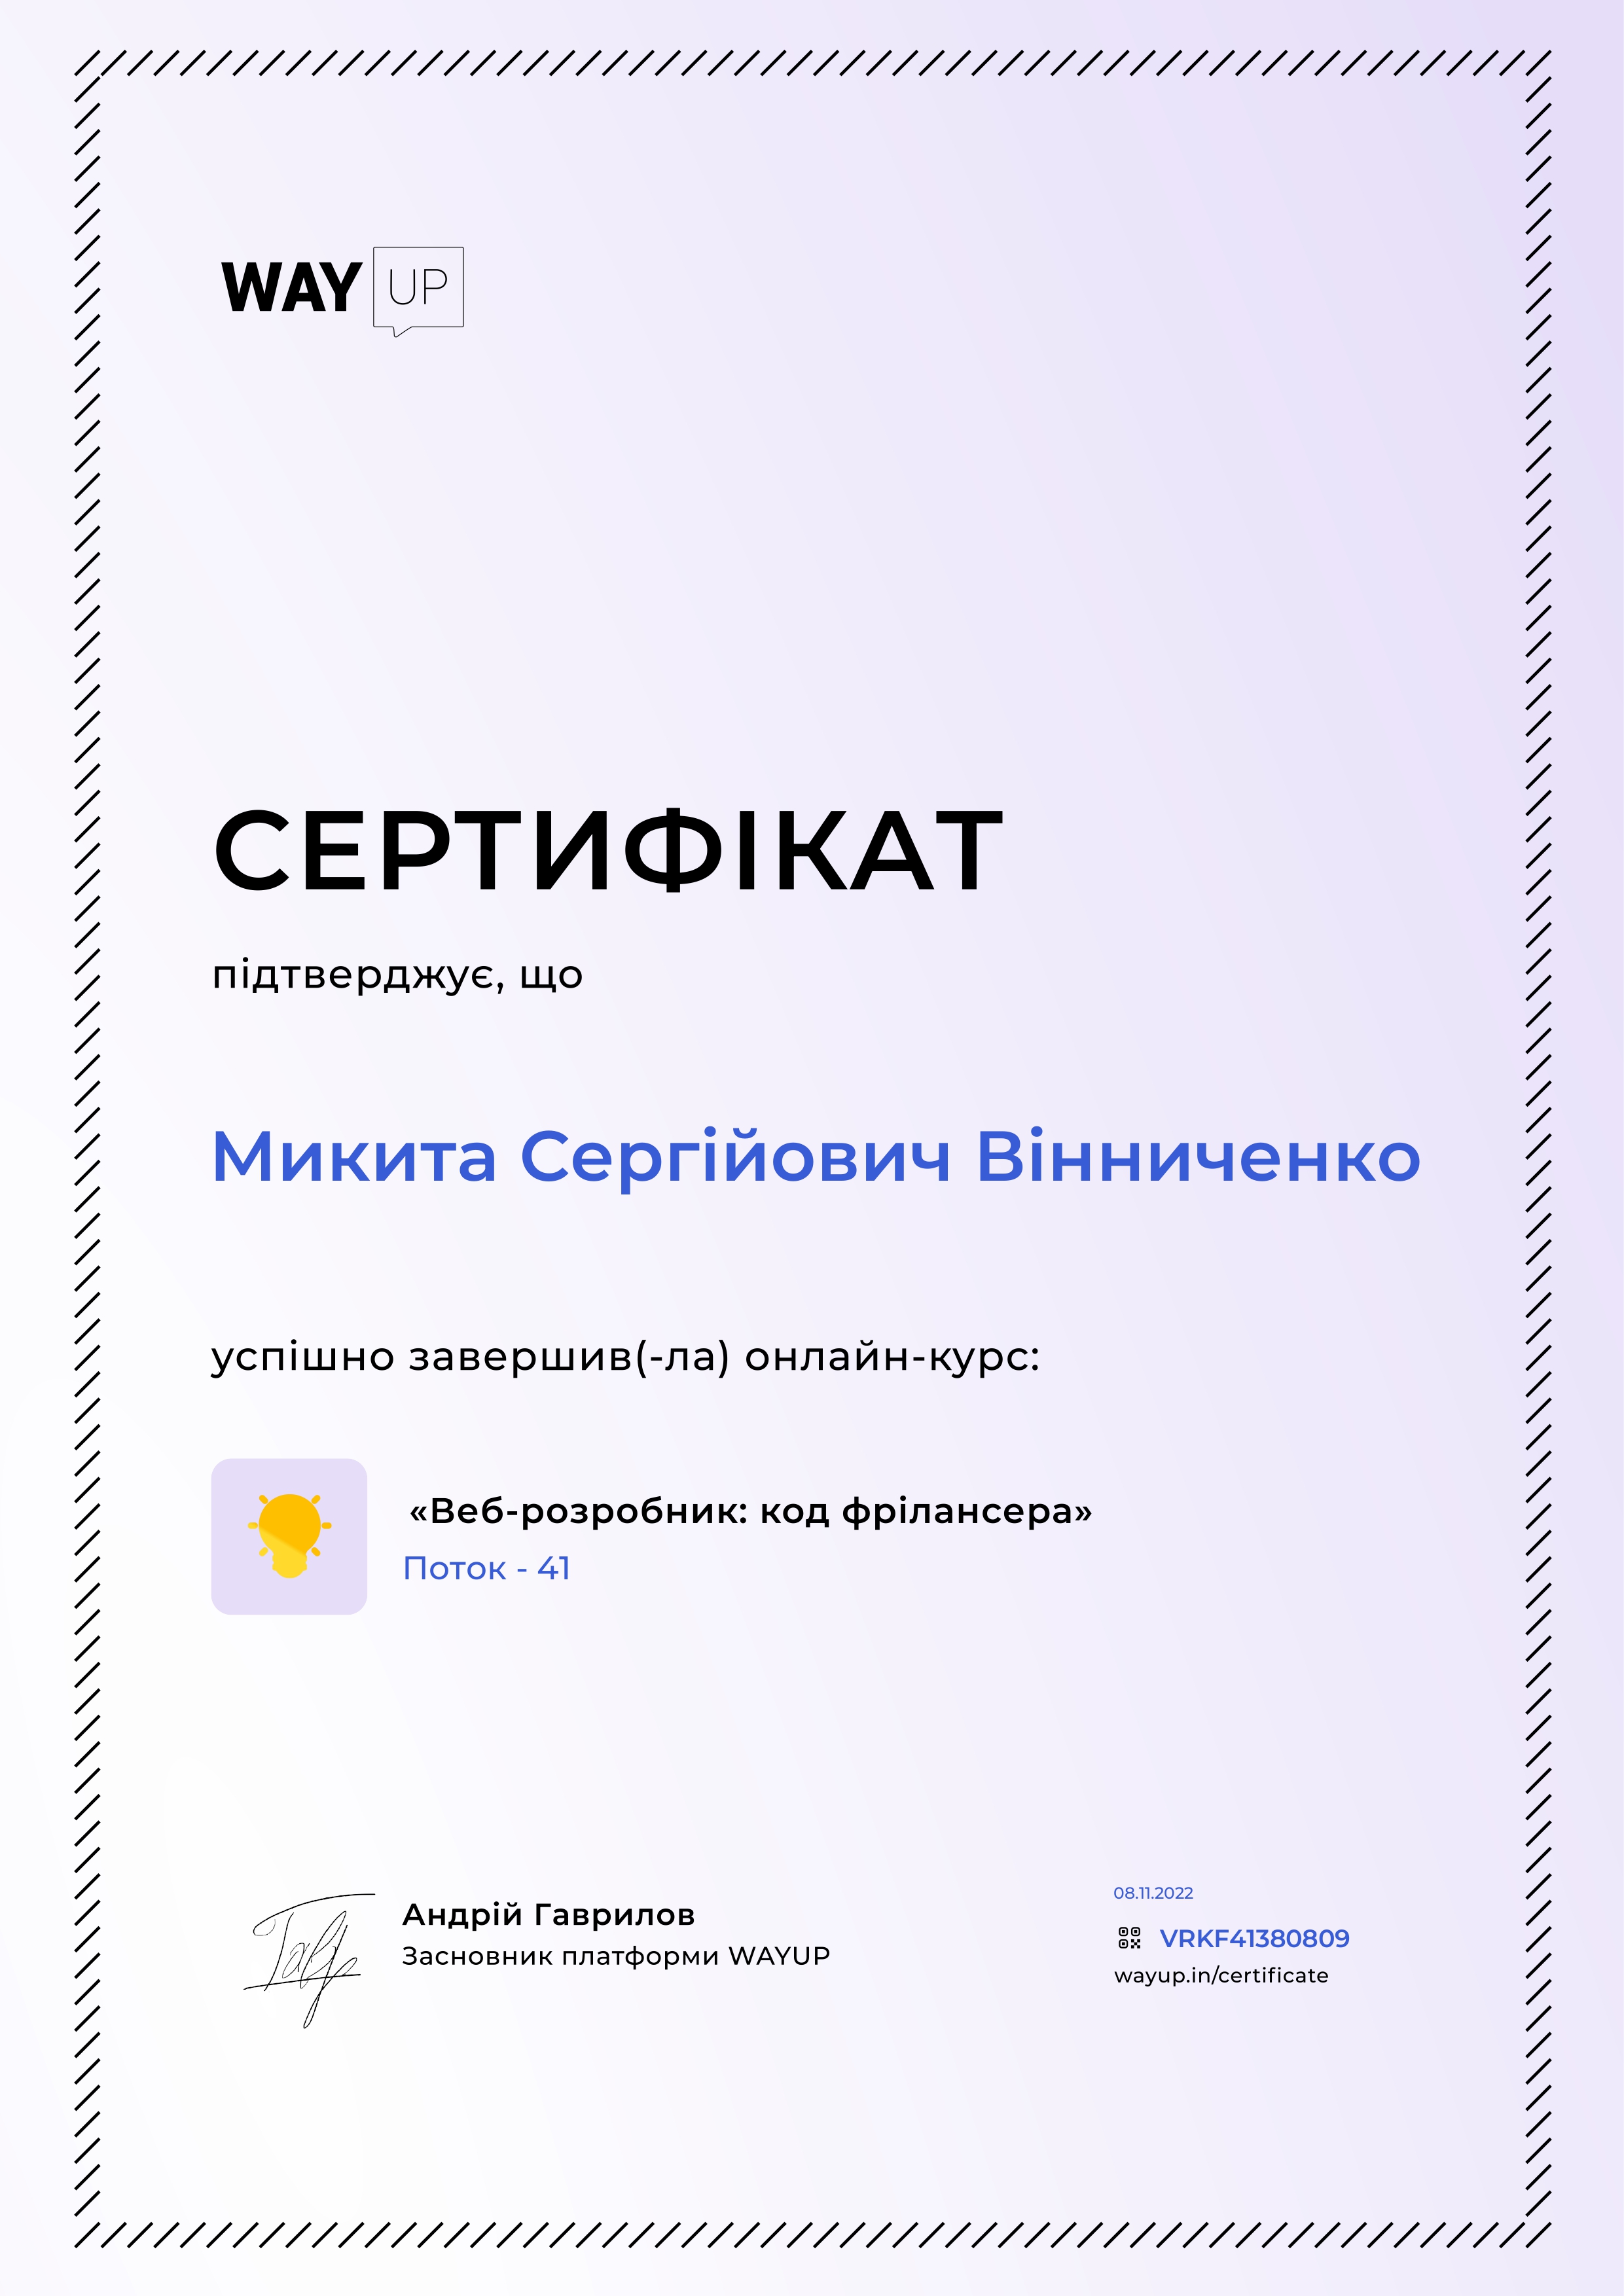 WAY UP
СЕРТИФІКАТ
підтверджує, що
Микита Сергійович Вінниченко
успішно завершив(-ла) онлайн-курс:
«Веб-розробник: код фрілансера»
Поток - 41
Андрій Гаврилов
Засновник платформи WAYUP
08.11.2022
VRKF41380809
wayup.in/certificate